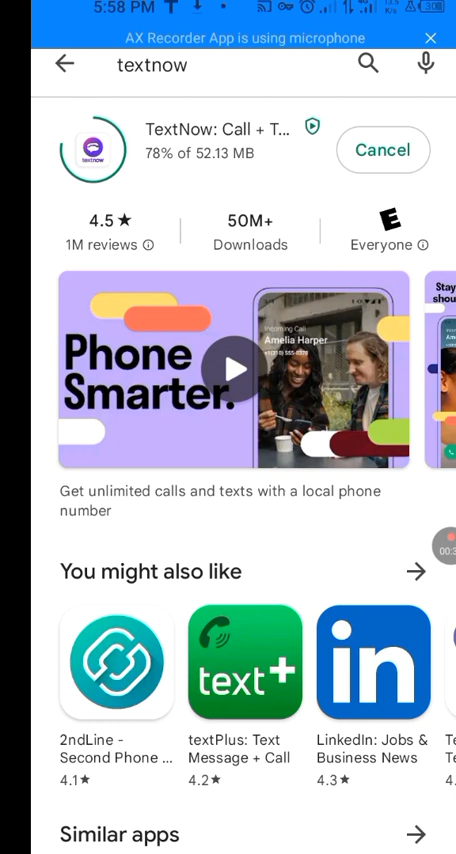 5:58 PM
AX Recorder App is using microphone
textnow
textnow
TextNow: Call + T...
78% of 52.13 MB
Cancel
4.5★
50M+
E
1M reviews
Downloads
Everyone
Phone
Smarter.
Incoming Call
Amelia Harper
Stay
Get unlimited calls and texts with a local phone
number
You might also like
text+
in
2ndLine -
Second Phone ...
4.1★
textPlus: Text
Message + Call
4.2★
LinkedIn: Jobs &
Business News
4.3★
Similar apps